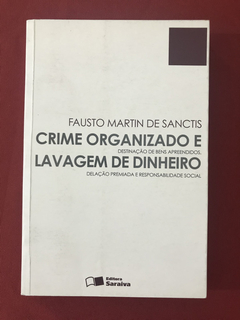 FAUSTO MARTIN DE SANCTIS
CRIME ORGANIZADO E
DESTINAÇÃO DE BENS APREENDIDOS,
LAVAGEM DE DINHEIRO
DELAÇÃO PREMIADA E RESPONSABILIDADE SOCIAL
Editora
Saraiva